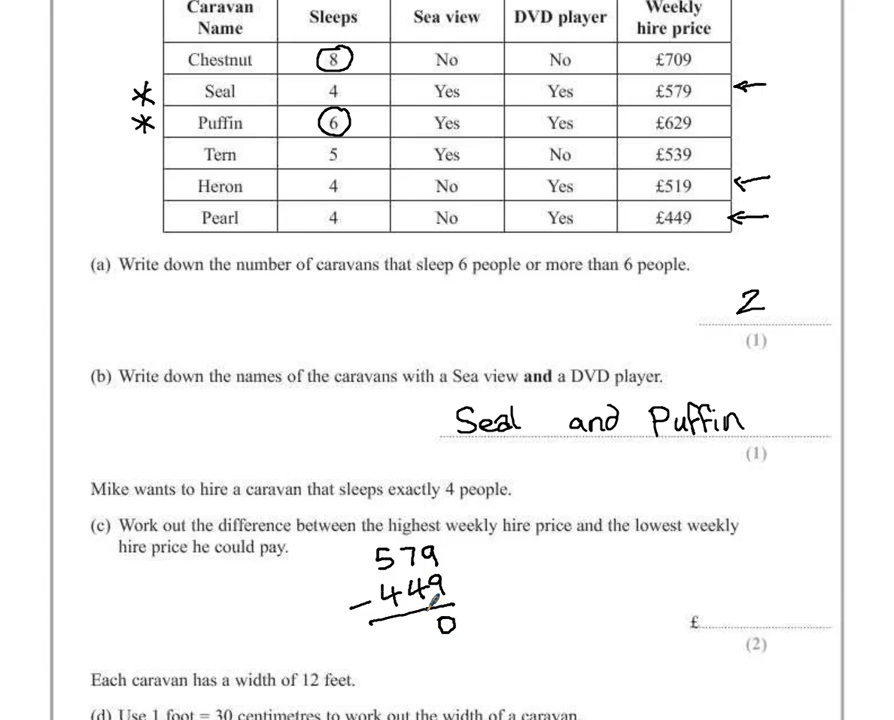 Caravan Name Sleeps Sea view DVD player Weekly hire price
Chestnut 8 No No £709
* Seal 4 Yes Yes £579
* Puffin 6 Yes Yes £629
Tern 5 Yes No £539
Heron 4 No Yes £519
Pearl 4 No Yes £449
(a) Write down the number of caravans that sleep 6 people or more than 6 people.
2
(1)
(b) Write down the names of the caravans with a Sea view and a DVD player.
Seal and Puffin
(1)
Mike wants to hire a caravan that sleeps exactly 4 people.
(c) Work out the difference between the highest weekly hire price and the lowest weekly
hire price he could pay.
579
- 449
0
£
(2)
Each caravan has a width of 12 feet.
(d) Use 1 foot = 30 centimetres to work out the width of a caravan.